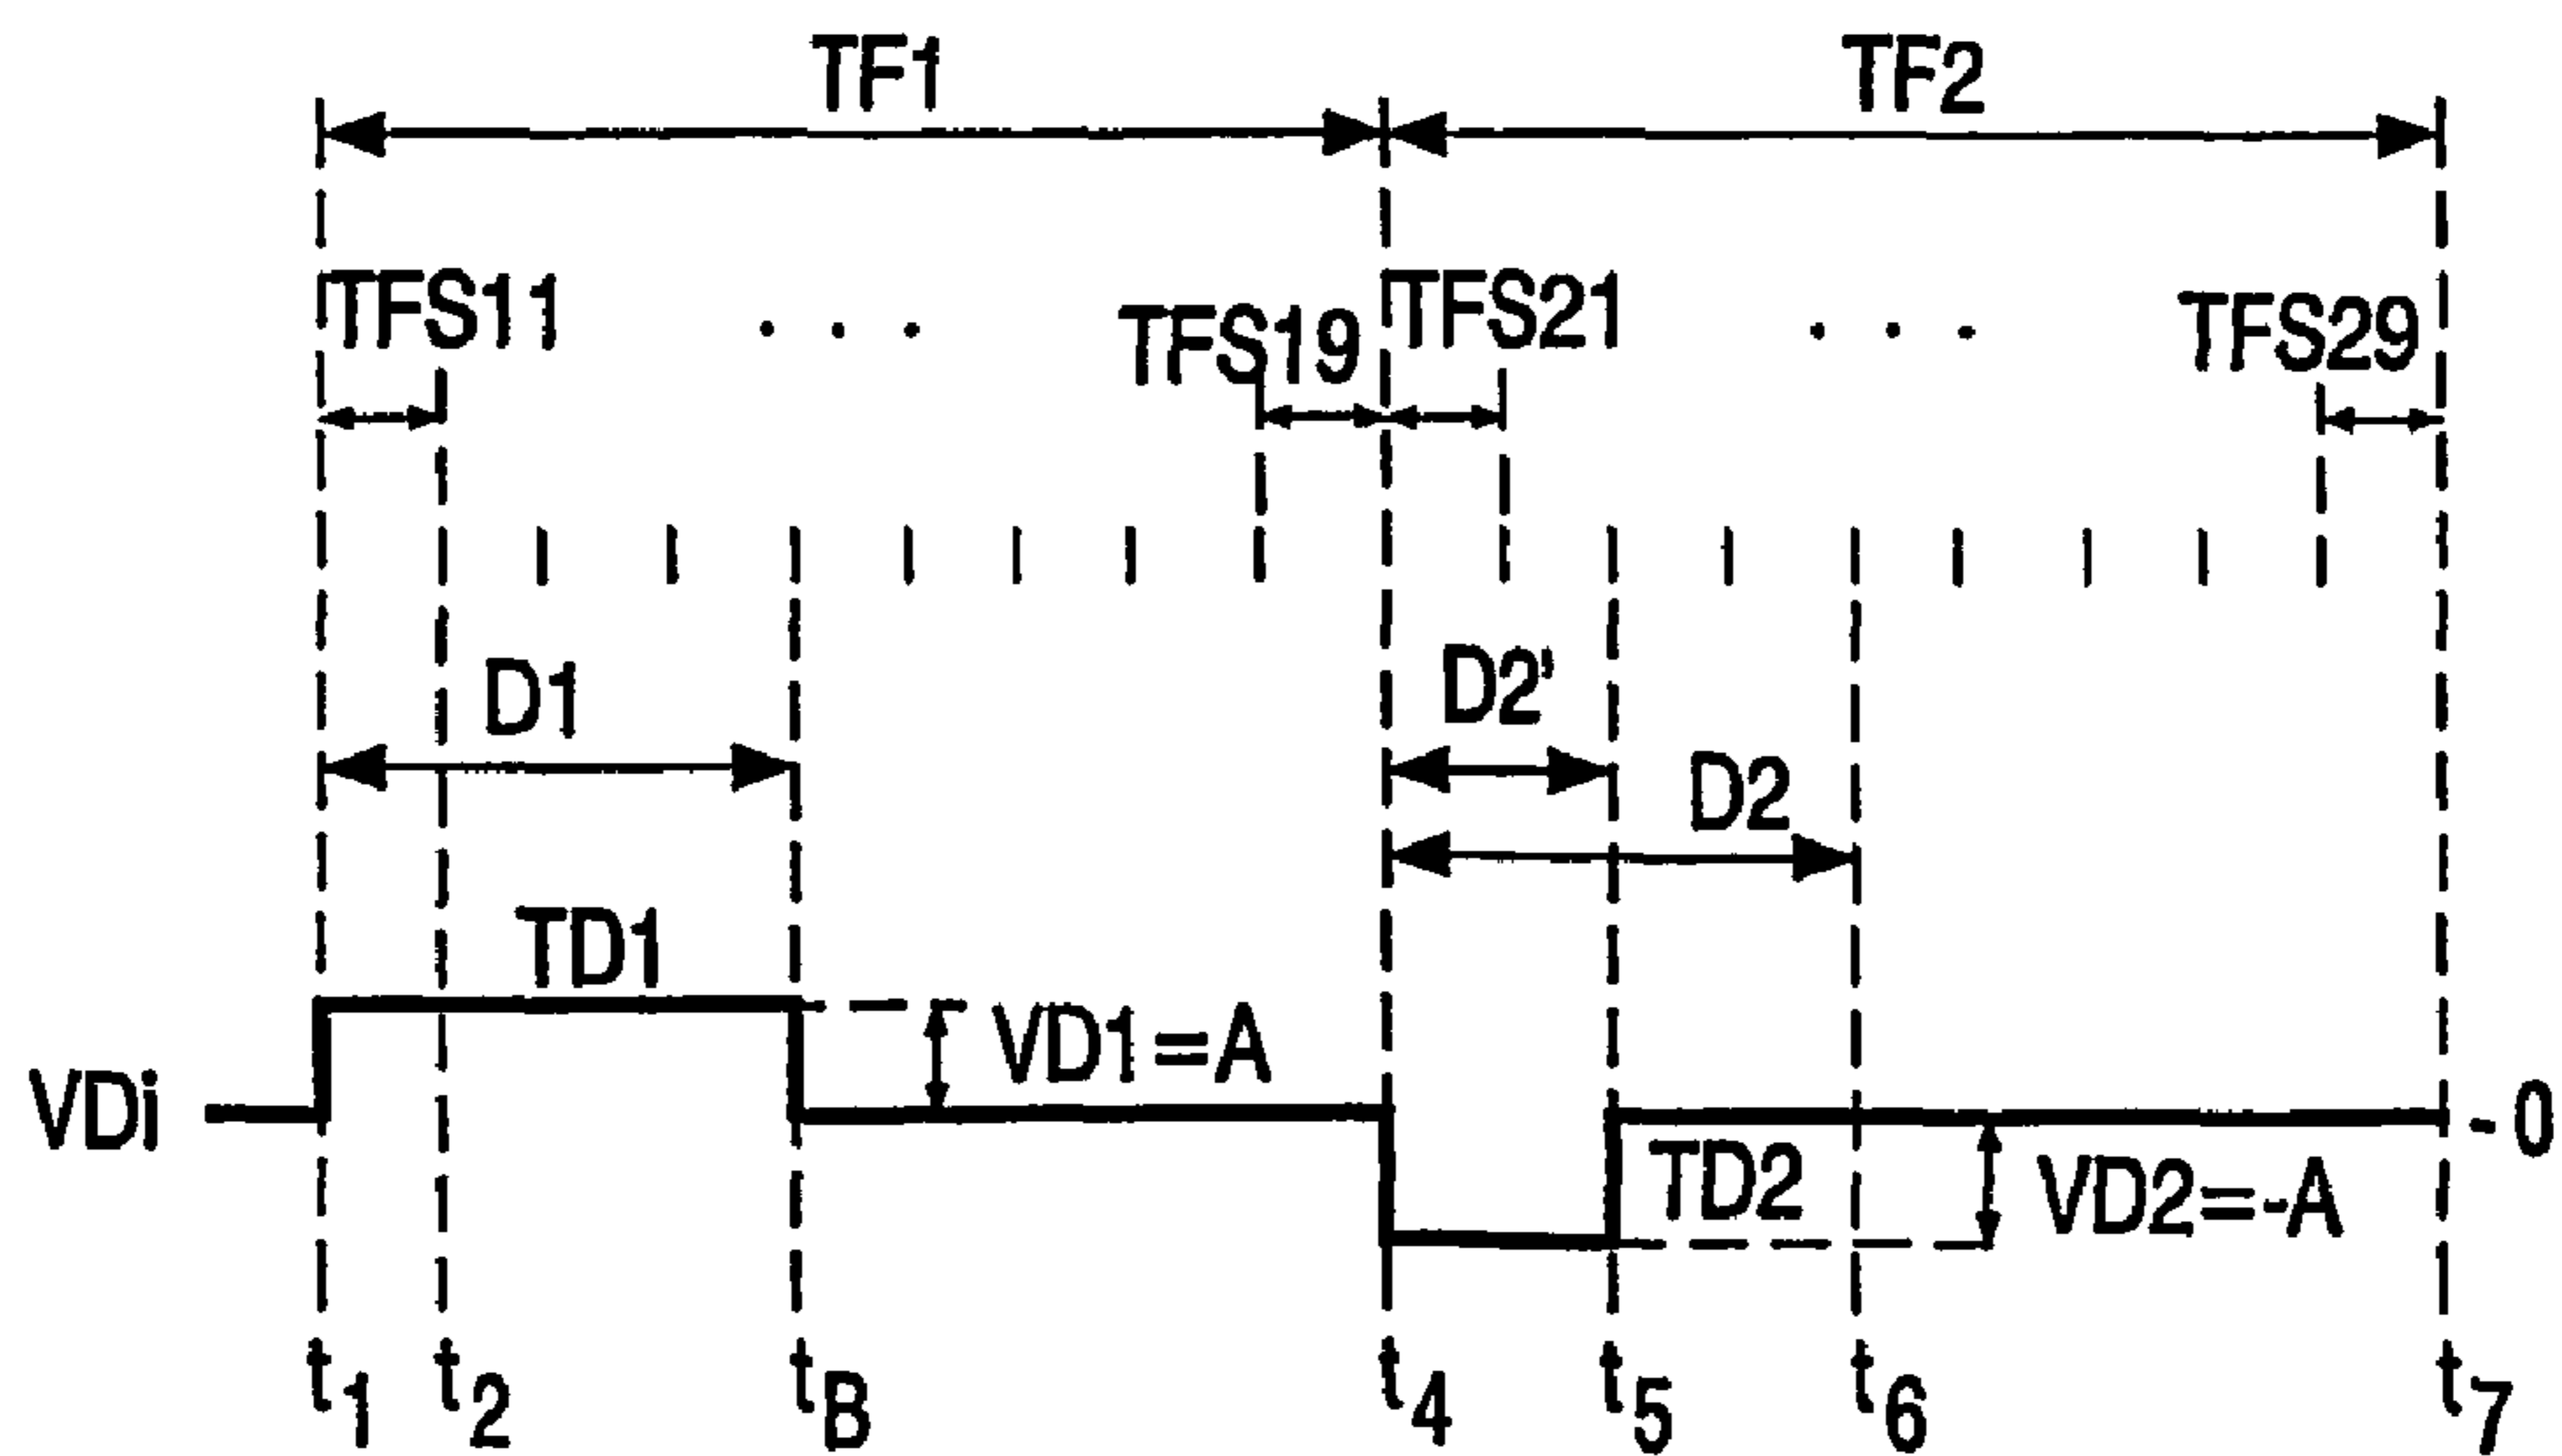 TF1 TF2
TFS11 . . . TFS19 TFS21 . . . TFS29
D1 D2' D2
TD1
VDi VD1=A TD2 VD2=-A - 0
t1 t2 tB t4 t5 t6 t7